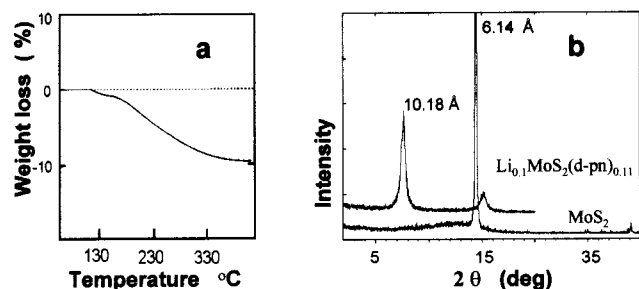 10
0
-10
Weight loss ( %)
a
130 230 330
Temperature °C
b
6.14 Å
10.18 Å
Li0.1MoS2(d-pn)0.11
MoS2
Intensity
5 15 25 35
2 θ (deg)